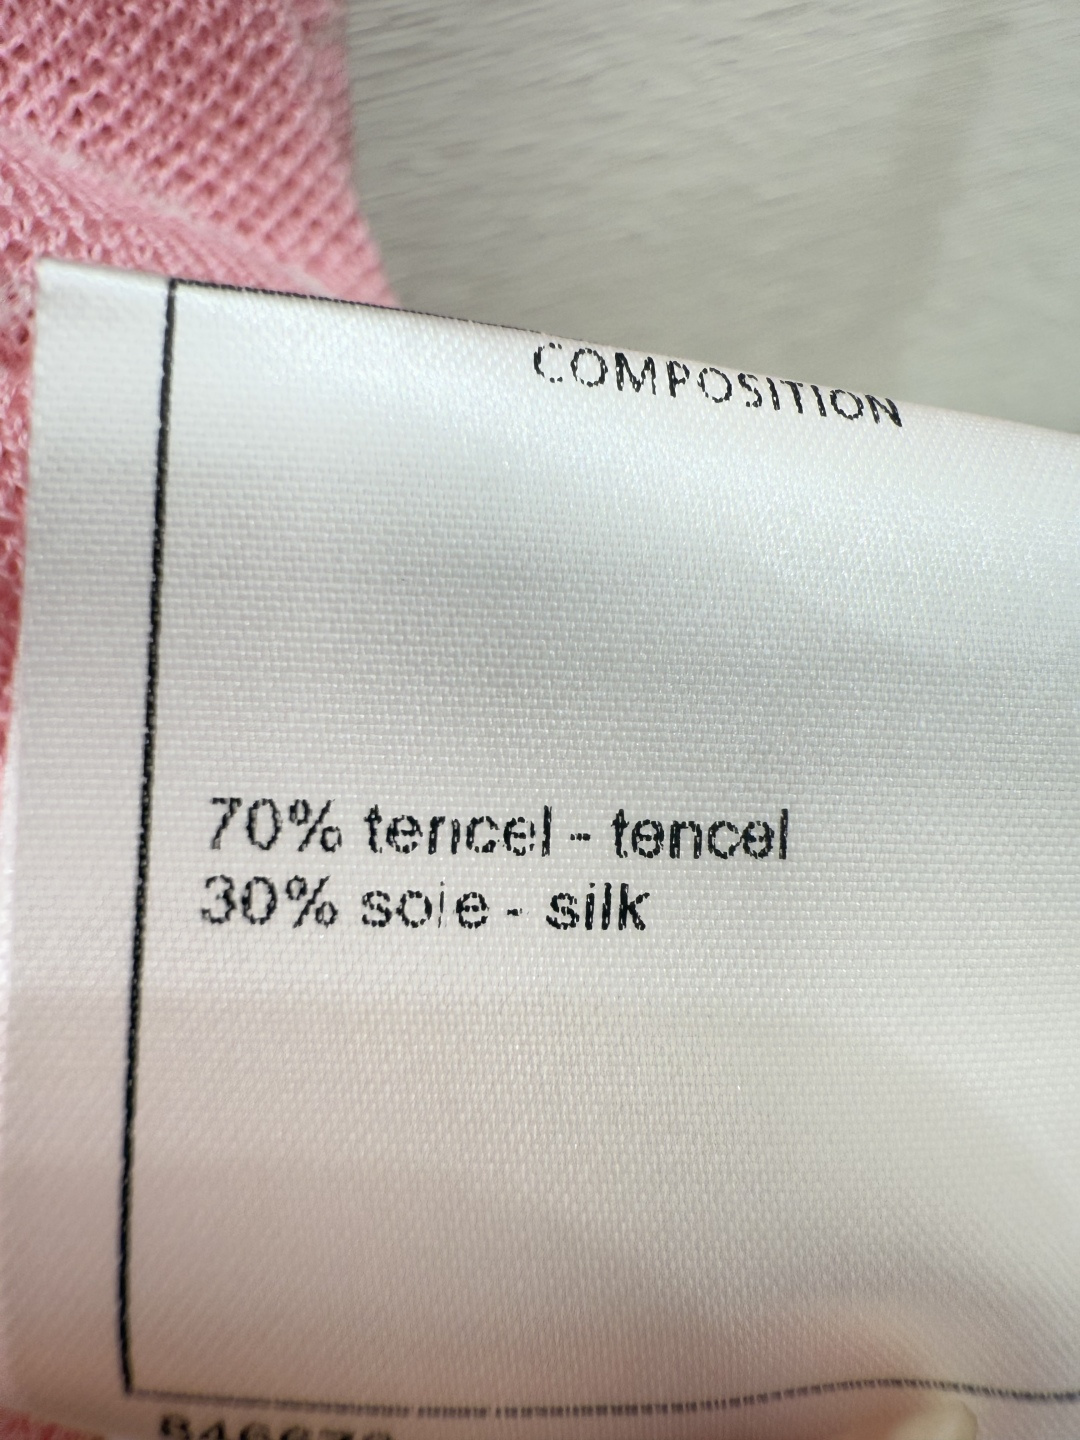 COMPOSITION
70% tencel - tencel
30% soie - silk